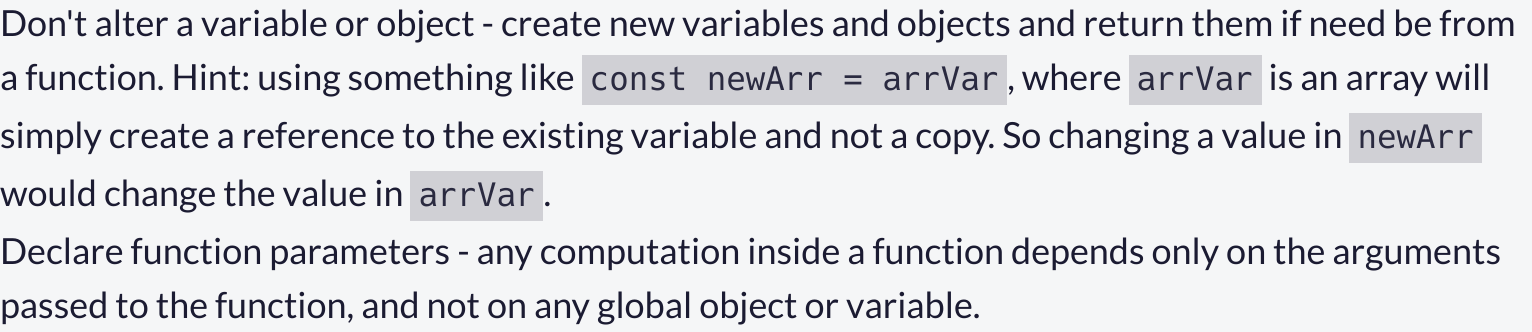 Don't alter a variable or object - create new variables and objects and return them if need be from
a function. Hint: using something like const newArr = arrVar, where arrVar is an array will
simply create a reference to the existing variable and not a copy. So changing a value in newArr
would change the value in arrVar.
Declare function parameters - any computation inside a function depends only on the arguments
passed to the function, and not on any global object or variable.